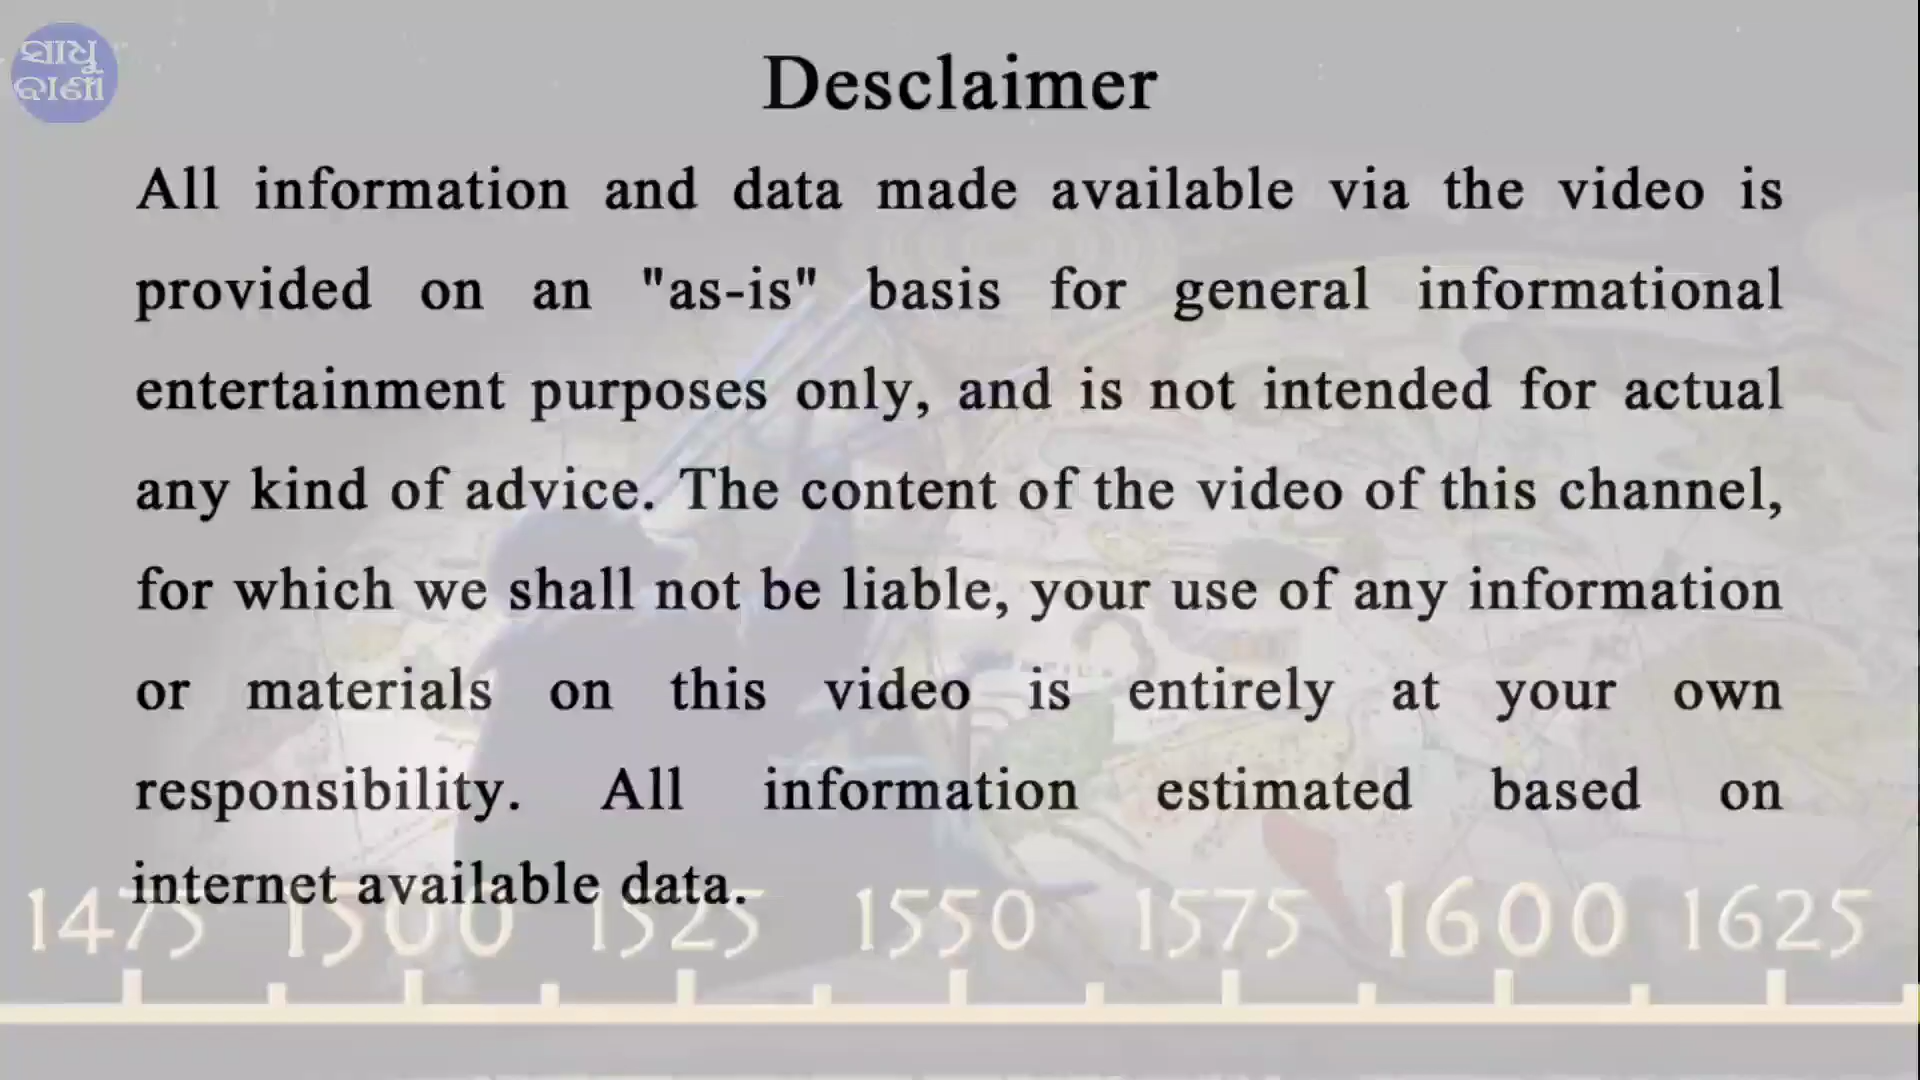 ସାଧୁ
ବାଣୀ
Desclaimer
All information and data made available via the video is
provided on an "as-is" basis for general informational
entertainment purposes only, and is not intended for actual
any kind of advice. The content of the video of this channel,
for which we shall not be liable, your use of any information
or materials on this video is entirely at your own
responsibility. All information estimated based on
internet available data.
1475 1500 1525 1550 1575 1600 1625